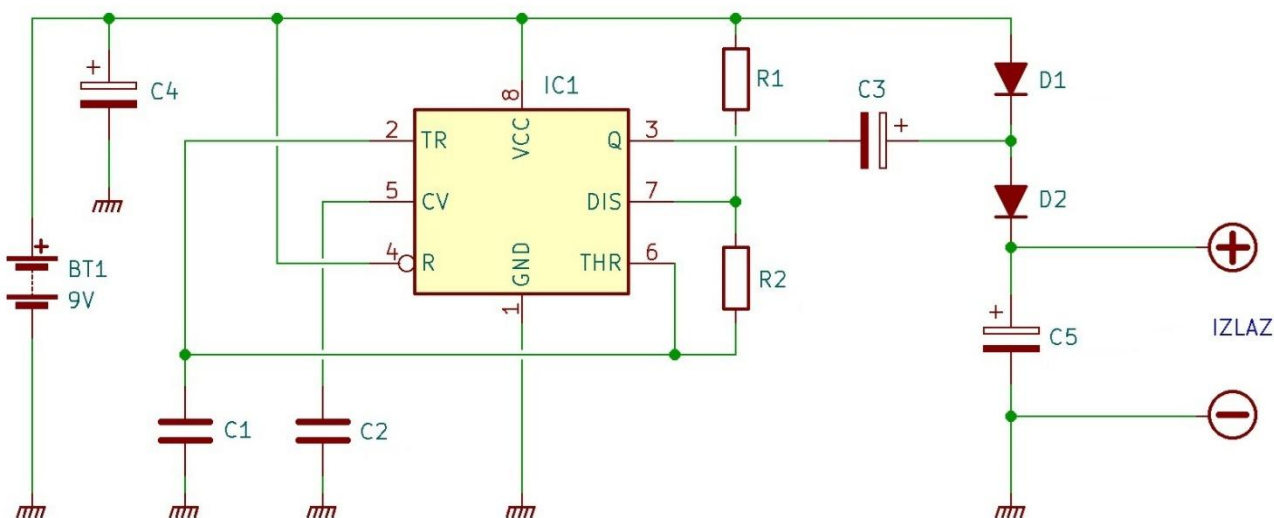 IC1
R1
D1
C4
C3
8
VCC
2
TR
Q
3
5
CV
DIS
7
D2
4
R
GND
THR
6
R2
BT1
9V
1
C5
IZLAZ
C1
C2